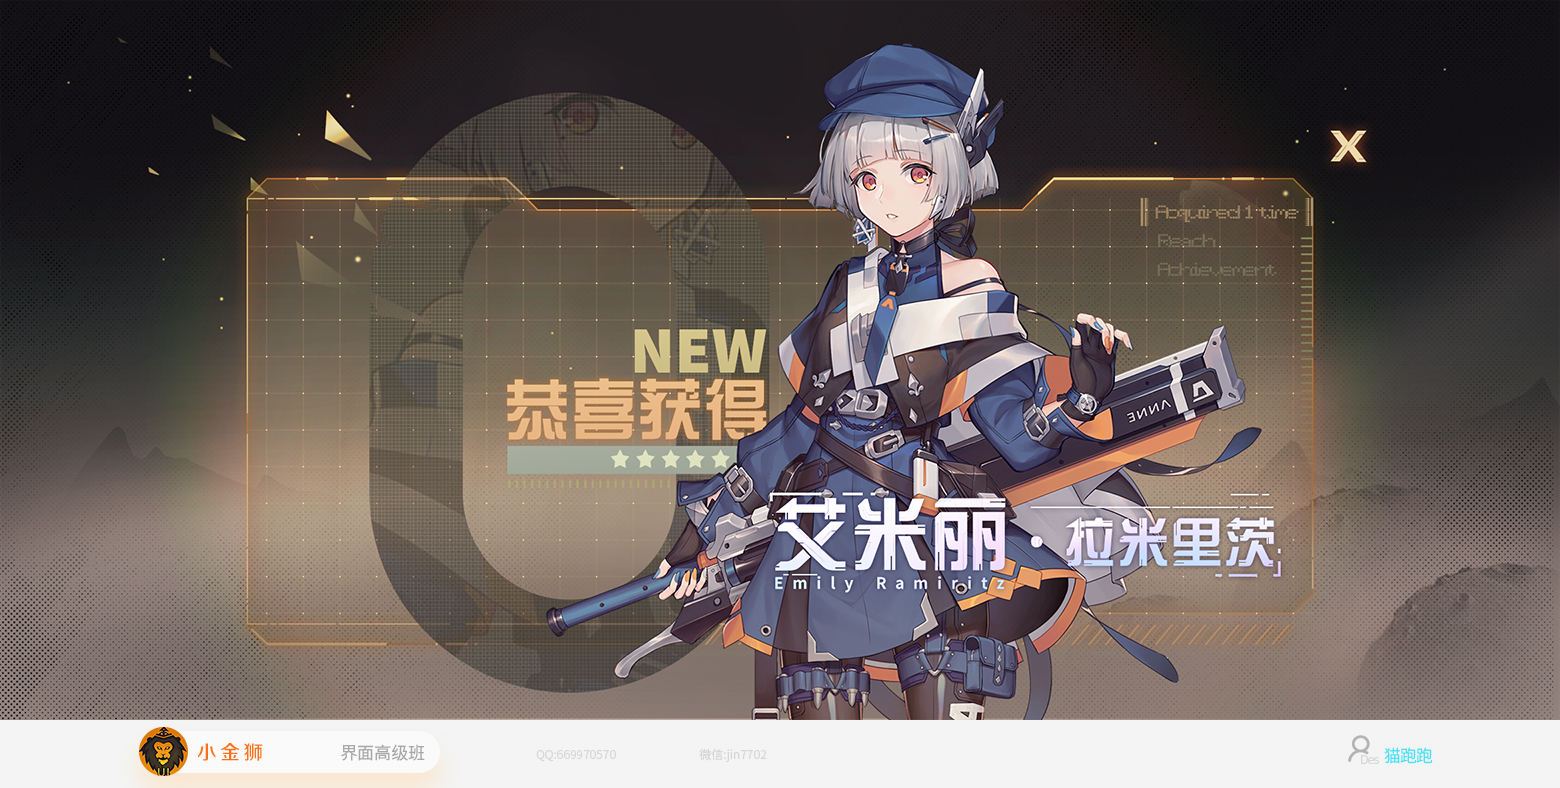 X
Acquired 1 time
Reach
Achievement
NEW
恭喜获得
ANNE
艾米丽·拉米里茨
Emily Ramiritz
小金狮
界面高级班
QQ:669970570
微信:jin7702
Des 猫跑跑